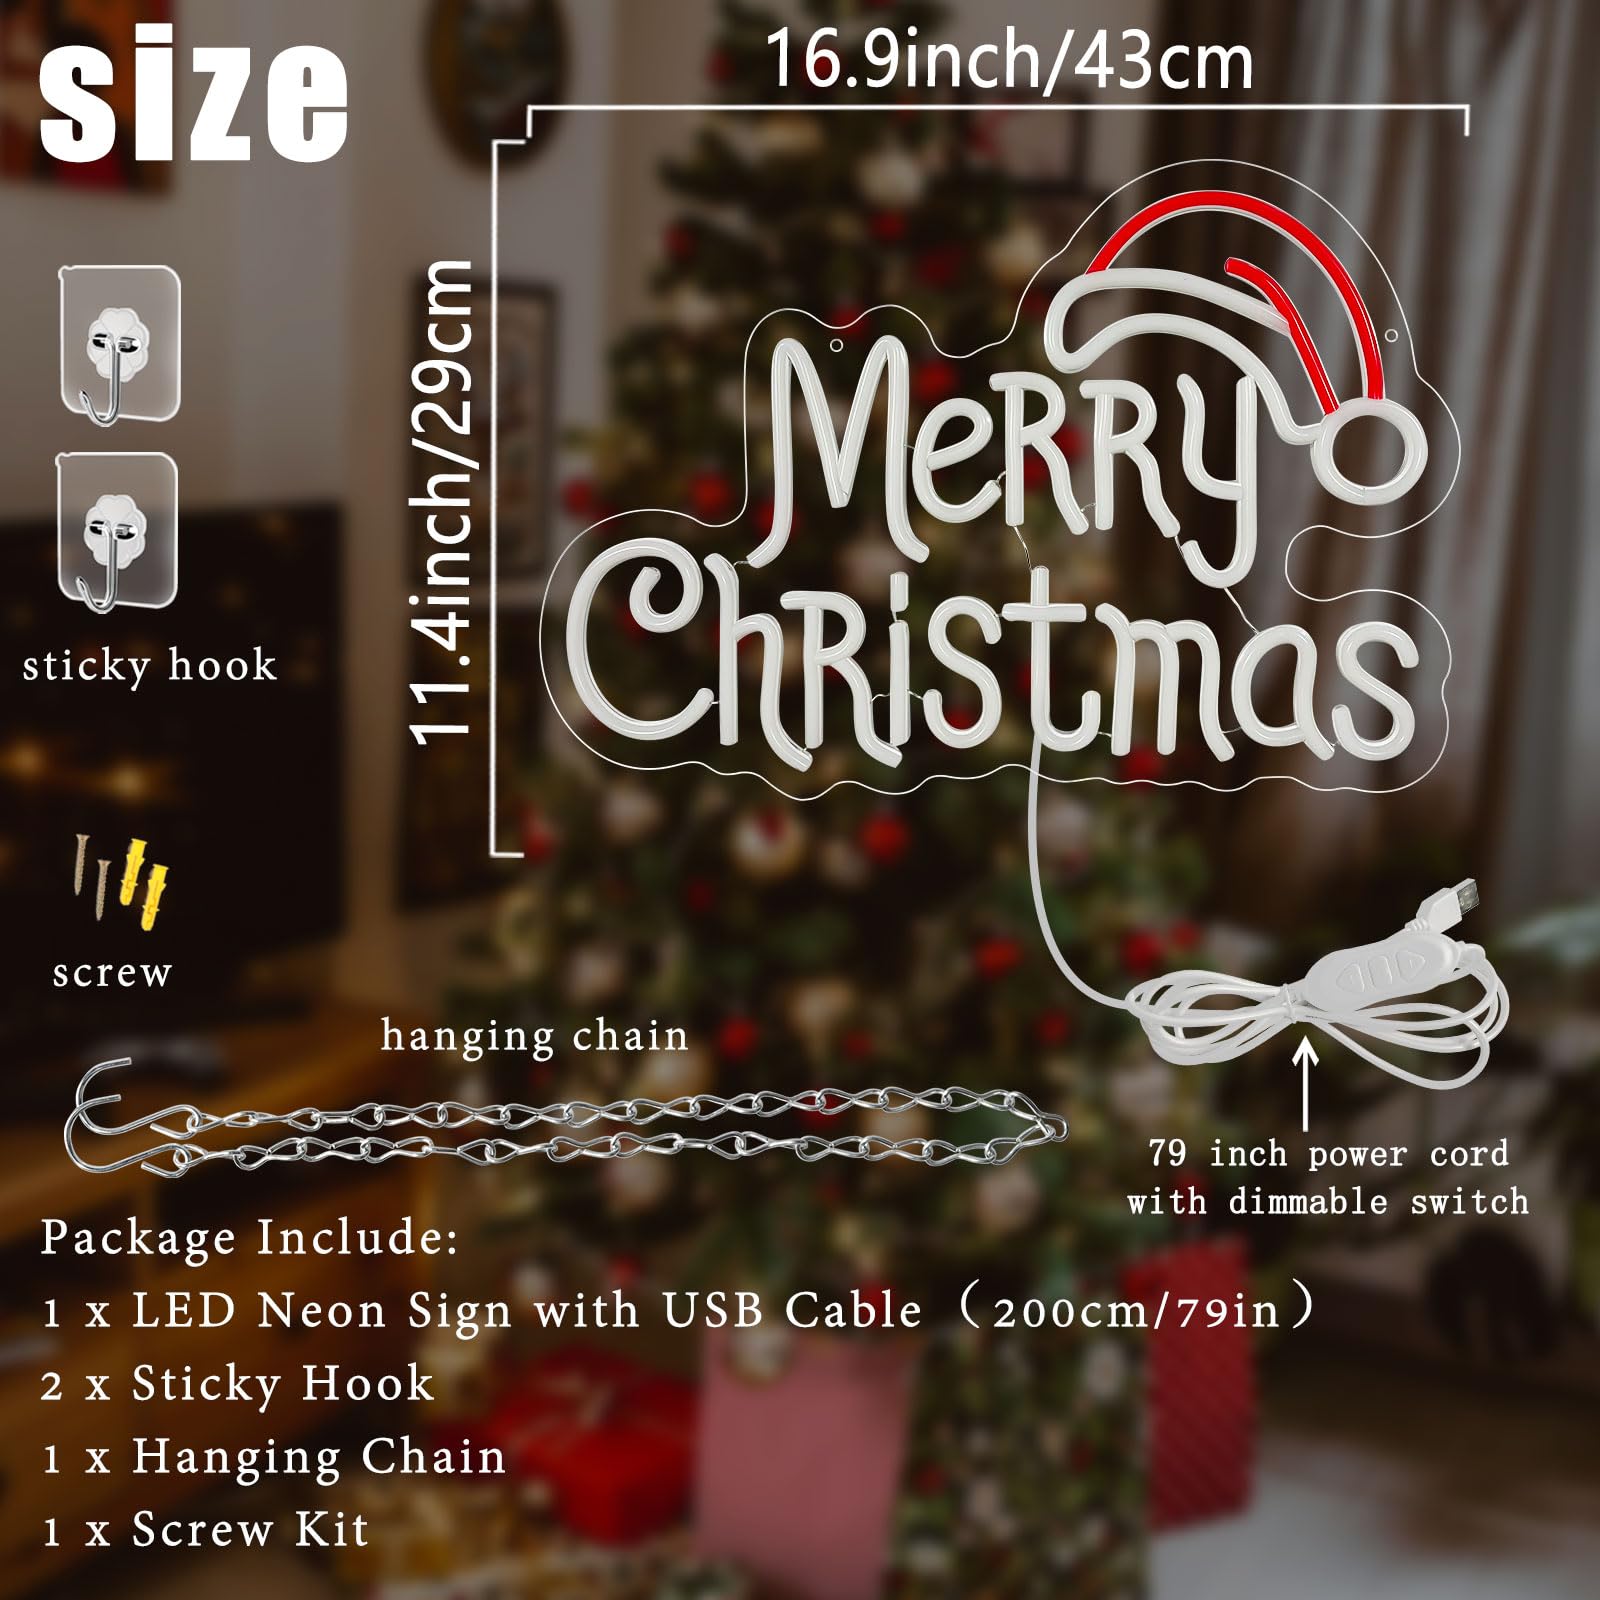 size
16.9inch/43cm
11.4inch/29cm
MeRRy
ChRistmas
sticky hook
screw
hanging chain
79 inch power cord
with dimmable switch
Package Include:
1 x LED Neon Sign with USB Cable（200cm/79in）
2 x Sticky Hook
1 x Hanging Chain
1 x Screw Kit